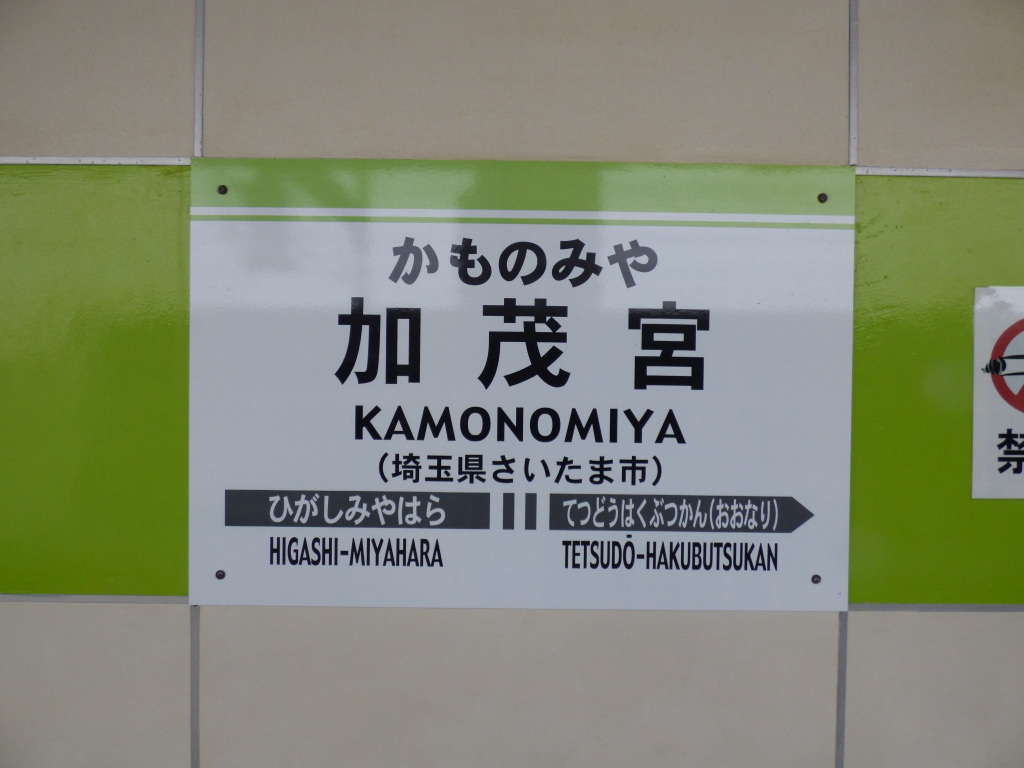 かものみや
加茂宮
KAMONOMIYA
(埼玉県さいたま市)
ひがしみやはら てつどうはくぶつかん(おおなり)
HIGASHI-MIYAHARA TETSUDŌ-HAKUBUTSUKAN
禁